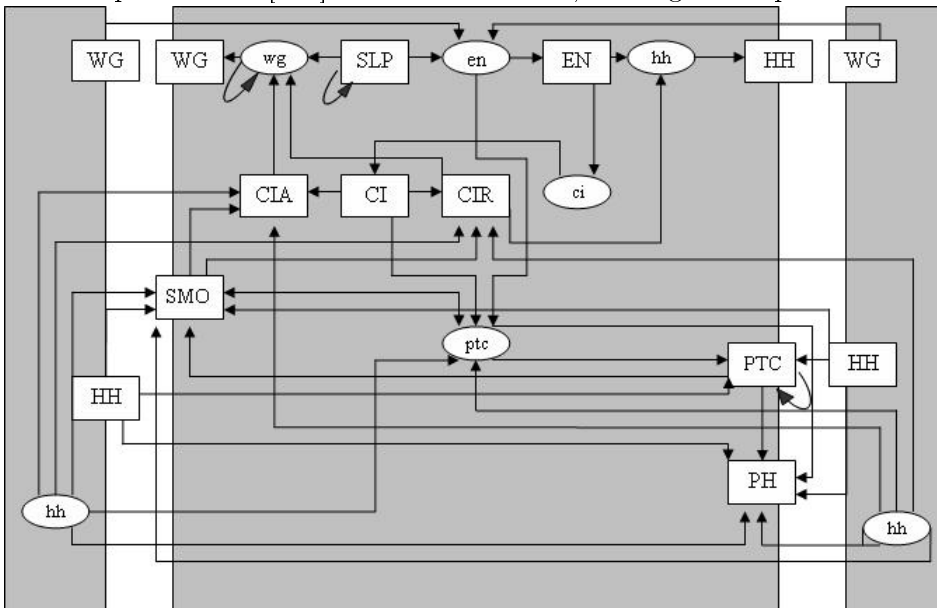 WG WG wg SLP en EN hh HH WG
CIA CI CIR ci
SMO
ptc
PTC HH
HH
PH
hh hh